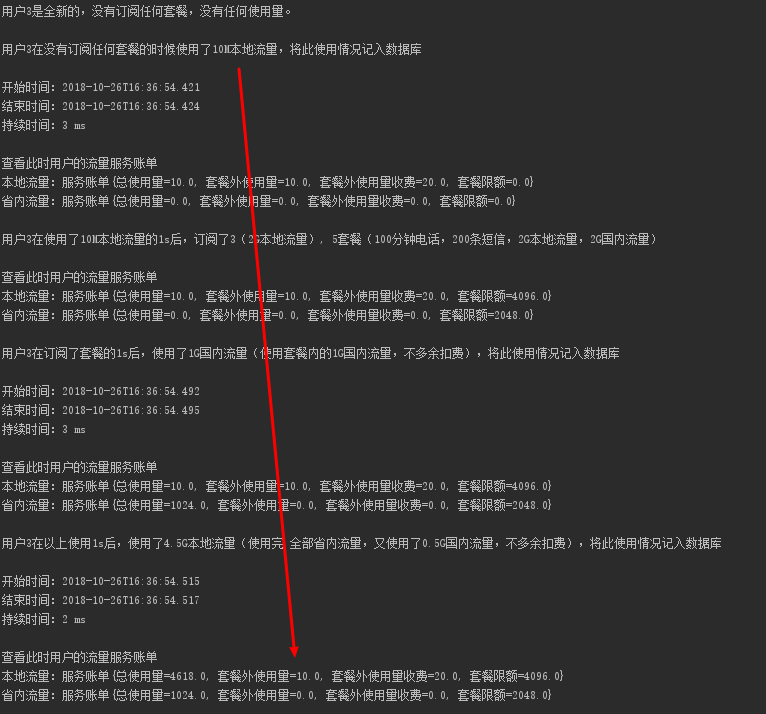 用户3是全新的，没有订阅任何套餐，没有任何使用量。
用户3在没有订阅任何套餐的时候使用了10M本地流量，将此使用情况记入数据库
开始时间: 2018-10-26T16:36:54.421
结束时间: 2018-10-26T16:36:54.424
持续时间: 3 ms
查看此时用户的流量服务账单
本地流量: 服务账单{总使用量=10.0, 套餐外使用量=10.0, 套餐外使用量收费=20.0, 套餐限额=0.0}
省内流量: 服务账单{总使用量=0.0, 套餐外使用量=0.0, 套餐外使用量收费=0.0, 套餐限额=0.0}
用户3在使用了10M本地流量的1s后，订阅了3（2G本地流量）, 5套餐（100分钟电话，200条短信，2G本地流量，2G国内流量）
查看此时用户的流量服务账单
本地流量: 服务账单{总使用量=10.0, 套餐外使用量=10.0, 套餐外使用量收费=20.0, 套餐限额=4096.0}
省内流量: 服务账单{总使用量=0.0, 套餐外使用量=0.0, 套餐外使用量收费=0.0, 套餐限额=2048.0}
用户3在订阅了套餐的1s后，使用了1G国内流量（使用套餐内的1G国内流量，不多余扣费），将此使用情况记入数据库
开始时间: 2018-10-26T16:36:54.492
结束时间: 2018-10-26T16:36:54.495
持续时间: 3 ms
查看此时用户的流量服务账单
本地流量: 服务账单{总使用量=10.0, 套餐外使用量=10.0, 套餐外使用量收费=20.0, 套餐限额=4096.0}
省内流量: 服务账单{总使用量=1024.0, 套餐外使用量=0.0, 套餐外使用量收费=0.0, 套餐限额=2048.0}
用户3在以上使用1s后，使用了4.5G本地流量（使用完 全部省内流量，又使用了0.5G国内流量，不多余扣费），将此使用情况记入数据库
开始时间: 2018-10-26T16:36:54.515
结束时间: 2018-10-26T16:36:54.517
持续时间: 2 ms
查看此时用户的流量服务账单
本地流量: 服务账单{总使用量=4618.0, 套餐外使用量=10.0, 套餐外使用量收费=20.0, 套餐限额=4096.0}
省内流量: 服务账单{总使用量=1024.0, 套餐外使用量=0.0, 套餐外使用量收费=0.0, 套餐限额=2048.0}